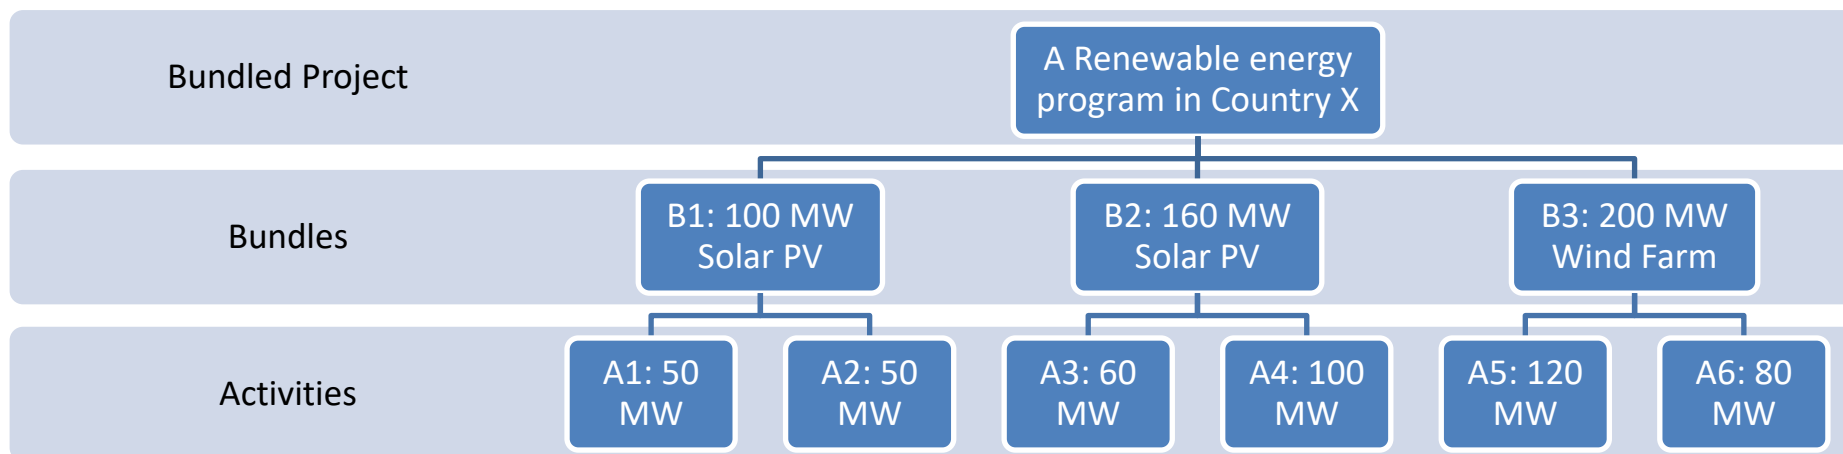 Bundled Project
A Renewable energy
program in Country X
Bundles
B1: 100 MW
Solar PV
B2: 160 MW
Solar PV
B3: 200 MW
Wind Farm
Activities
A1: 50
MW
A2: 50
MW
A3: 60
MW
A4: 100
MW
A5: 120
MW
A6: 80
MW